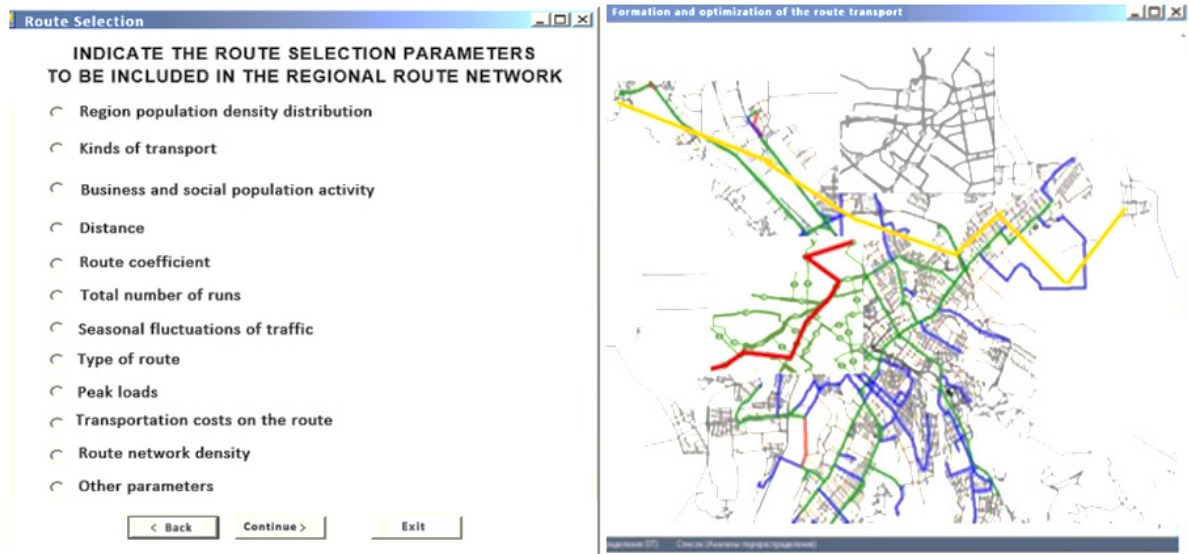 Route Selection
INDICATE THE ROUTE SELECTION PARAMETERS
TO BE INCLUDED IN THE REGIONAL ROUTE NETWORK
Region population density distribution
Kinds of transport
Business and social population activity
Distance
Route coefficient
Total number of runs
Seasonal fluctuations of traffic
Type of route
Peak loads
Transportation costs on the route
Route network density
Other parameters
< Back
Continue >
Exit
Formation and optimization of the route transport